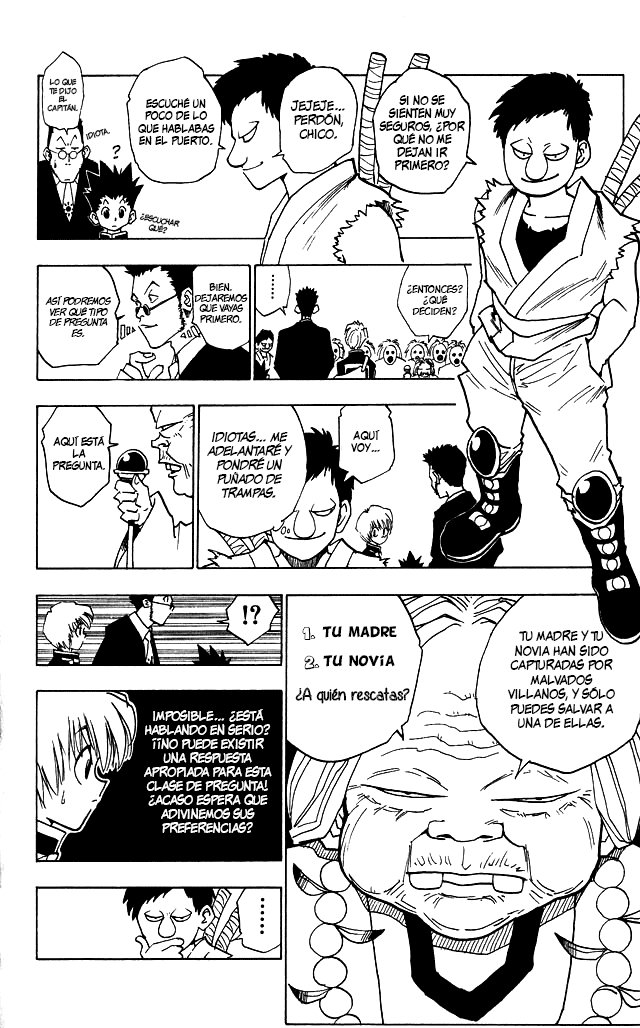 SI NO SE
SIENTEN MUY
SEGUROS, ¿POR
QUÉ NO ME
DEJAN IR
PRIMERO?
JEJEJE...
PERDÓN,
CHICO.
ESCUCHÉ UN
POCO DE LO
QUE HABLABAS
EN EL PUERTO.
?
¿ESCUCHAR
QUÉ?
LO QUE
TE DIJO
EL
CAPITÁN.
IDIOTA.
¿ENTONCES?
¿QUÉ
DECIDEN?
......
BIEN.
DEJAREMOS
QUE VAYAS
PRIMERO.
ASÍ PODREMOS
VER QUÉ TIPO
DE PREGUNTA
ES.
AQUÍ
VOY...
IDIOTAS... ME
ADELANTARÉ Y
PONDRÉ UN
PUÑADO DE
TRAMPAS.
AQUÍ ESTÁ
LA
PREGUNTA.
TU MADRE Y TU
NOVIA HAN SIDO
CAPTURADAS POR
MALVADOS
VILLANOS, Y SÓLO
PUEDES SALVAR A
UNA DE ELLAS.
1. TU MADRE
2. TU NOVIA
¿A quién rescatas?
!?
IMPOSIBLE... ¿ESTÁ
HABLANDO EN SERIO?
¡¡NO PUEDE EXISTIR
UNA RESPUESTA
APROPIADA PARA ESTA
CLASE DE PREGUNTA!
¿ACASO ESPERA QUE
ADIVINEMOS SUS
PREFERENCIAS?
......